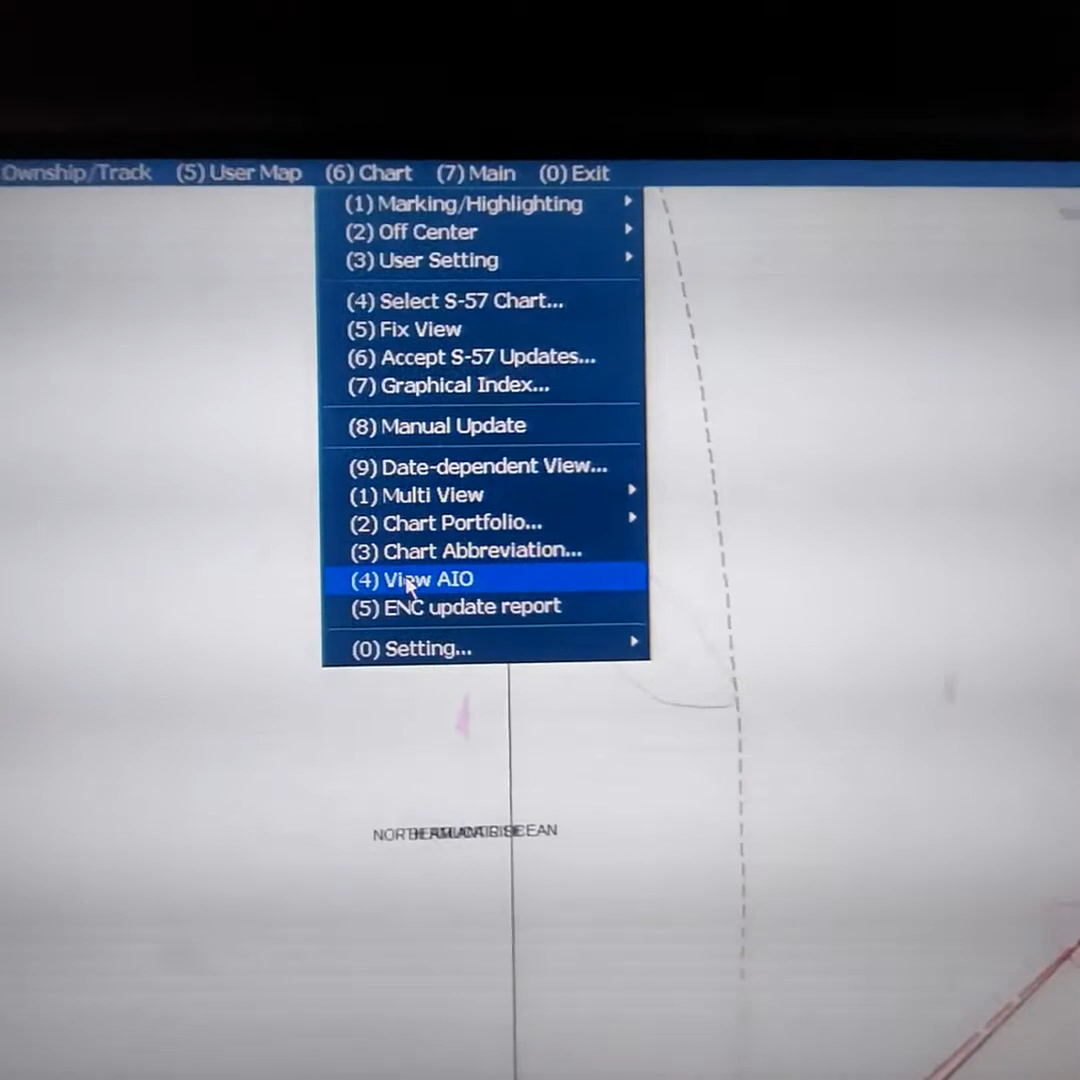 Ownship/Track (5) User Map (6) Chart (7) Main (0) Exit
(1) Marking/Highlighting
(2) Off Center
(3) User Setting
(4) Select S-57 Chart...
(5) Fix View
(6) Accept S-57 Updates...
(7) Graphical Index...
(8) Manual Update
(9) Date-dependent View...
(1) Multi View
(2) Chart Portfolio...
(3) Chart Abbreviation...
(4) View AIO
(5) ENC update report
(0) Setting...